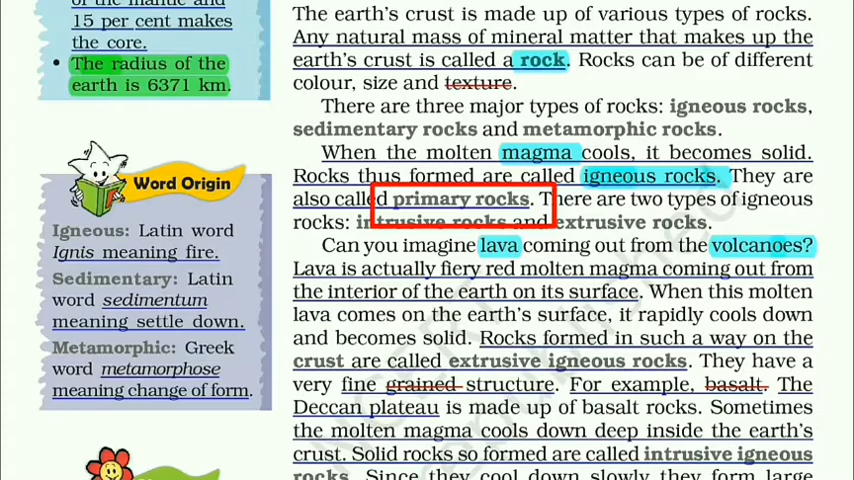 of the mantle and
15 per cent makes
the core.
• The radius of the
earth is 6371 km.
Word Origin
Igneous: Latin word
Ignis meaning fire.
Sedimentary: Latin
word sedimentum
meaning settle down.
Metamorphic: Greek
word metamorphose
meaning change of form.
The earth's crust is made up of various types of rocks.
Any natural mass of mineral matter that makes up the
earth's crust is called a rock. Rocks can be of different
colour, size and texture.
There are three major types of rocks: igneous rocks,
sedimentary rocks and metamorphic rocks.
When the molten magma cools, it becomes solid.
Rocks thus formed are called igneous rocks. They are
also called primary rocks. There are two types of igneous
rocks: intrusive rocks and extrusive rocks.
Can you imagine lava coming out from the volcanoes?
Lava is actually fiery red molten magma coming out from
the interior of the earth on its surface. When this molten
lava comes on the earth's surface, it rapidly cools down
and becomes solid. Rocks formed in such a way on the
crust are called extrusive igneous rocks. They have a
very fine grained structure. For example, basalt. The
Deccan plateau is made up of basalt rocks. Sometimes
the molten magma cools down deep inside the earth's
crust. Solid rocks so formed are called intrusive igneous
rocks. Since they cool down slowly they form large